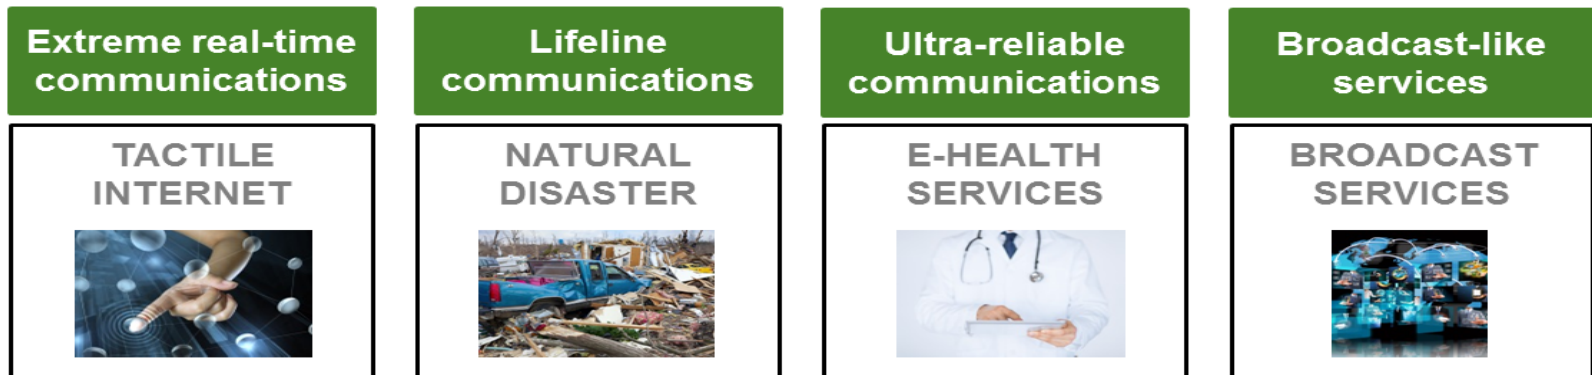 Extreme real-time
communications
TACTILE
INTERNET
Lifeline
communications
NATURAL
DISASTER
Ultra-reliable
communications
E-HEALTH
SERVICES
Broadcast-like
services
BROADCAST
SERVICES